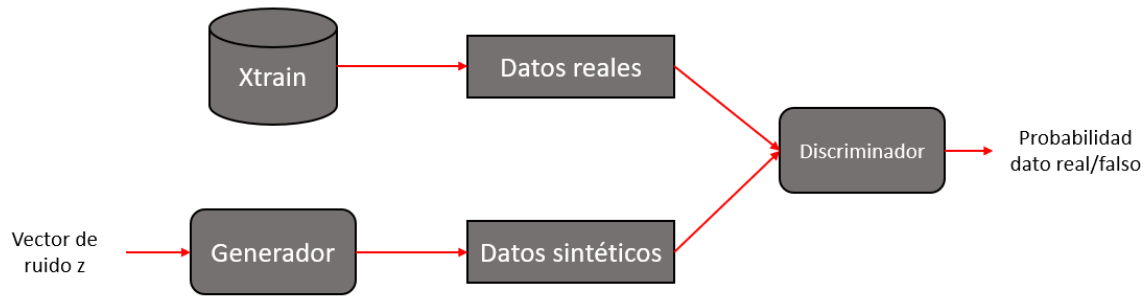 Xtrain
Datos reales
Discriminador
Probabilidad
dato real/falso
Vector de
ruido z
Generador
Datos sintéticos